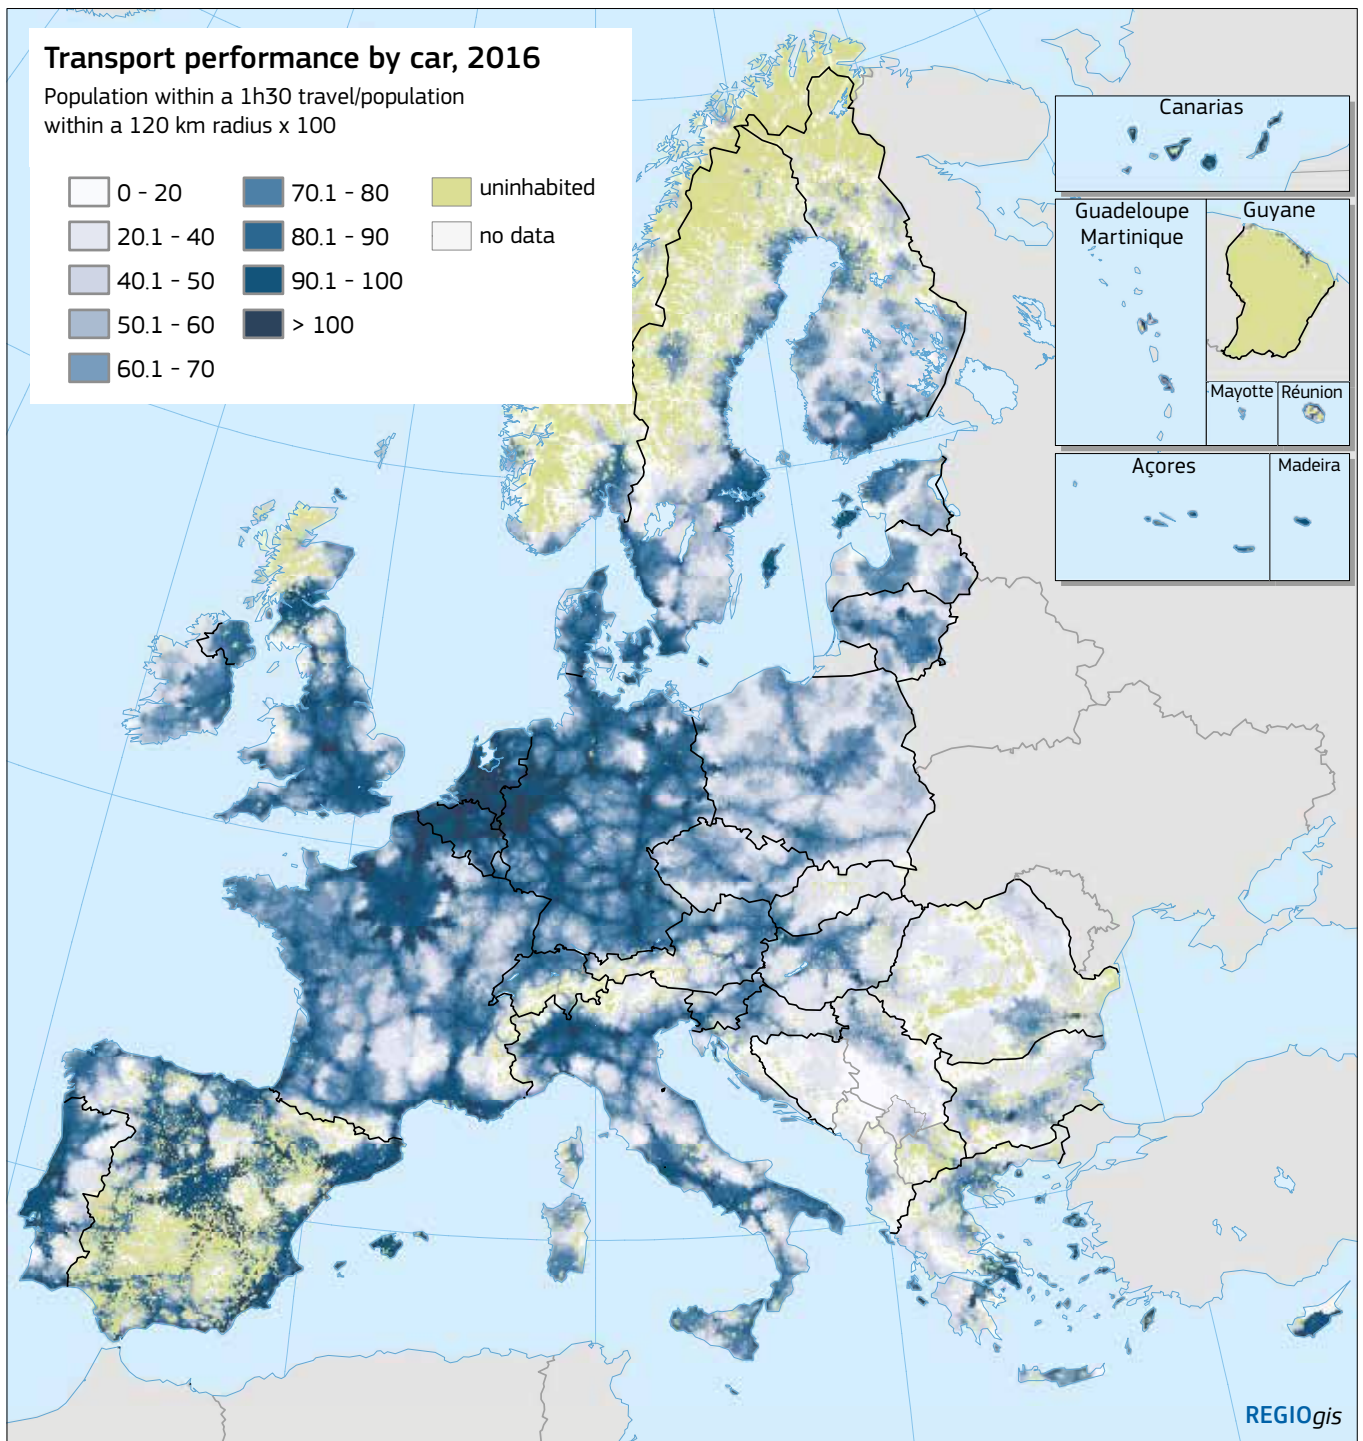 Transport performance by car, 2016
Population within a 1h30 travel/population
within a 120 km radius x 100
0 - 20
20.1 - 40
40.1 - 50
50.1 - 60
60.1 - 70
70.1 - 80
80.1 - 90
90.1 - 100
> 100
uninhabited
no data
Canarias
Guadeloupe
Martinique
Guyane
Mayotte
Réunion
Açores
Madeira
REGIOgis